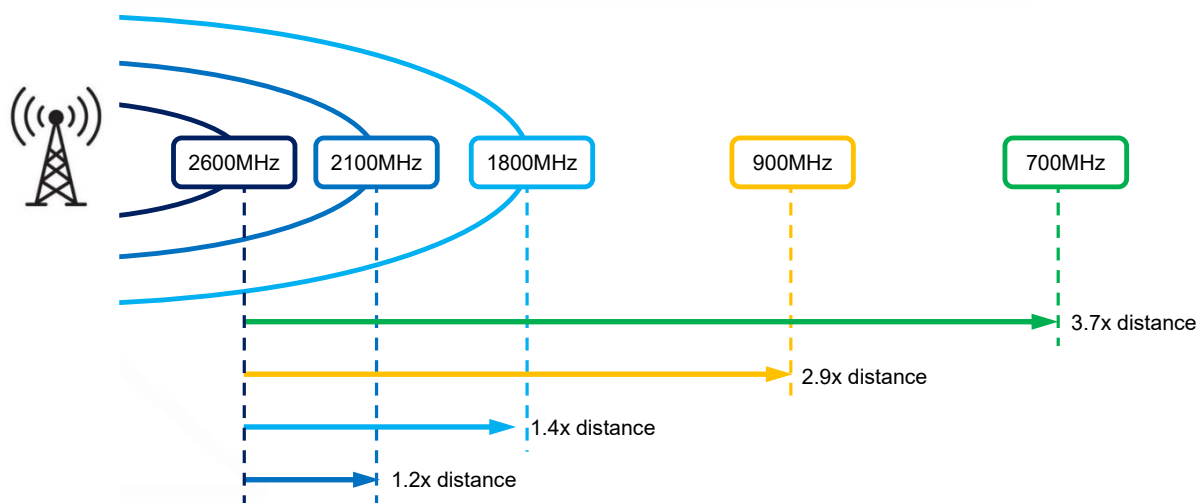 2600MHz
2100MHz
1800MHz
900MHz
700MHz
3.7x distance
2.9x distance
1.4x distance
1.2x distance